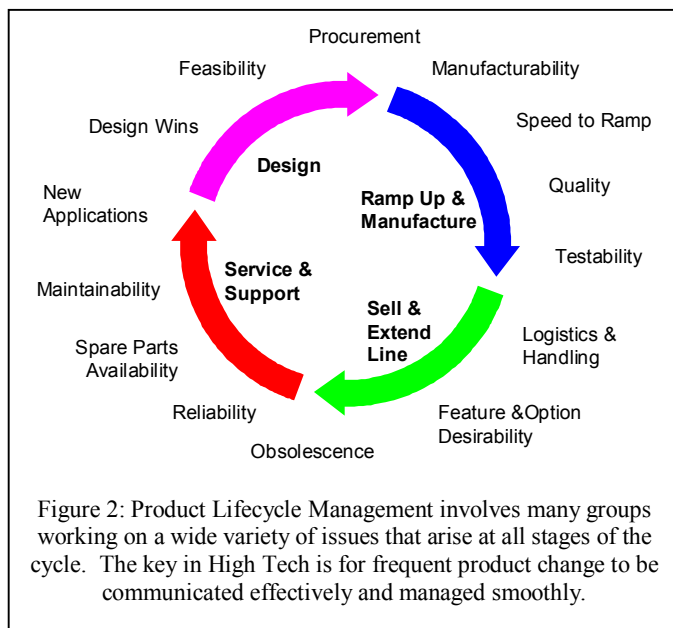 Procurement
Feasibility
Manufacturability
Design Wins
Speed to Ramp
Design
New
Applications
Ramp Up &
Manufacture
Quality
Testability
Service &
Support
Maintainability
Sell &
Extend
Line
Logistics &
Handling
Spare Parts
Availability
Reliability
Feature &Option
Desirability
Obsolescence
Figure 2: Product Lifecycle Management involves many groups
working on a wide variety of issues that arise at all stages of the
cycle.  The key in High Tech is for frequent product change to be
communicated effectively and managed smoothly.